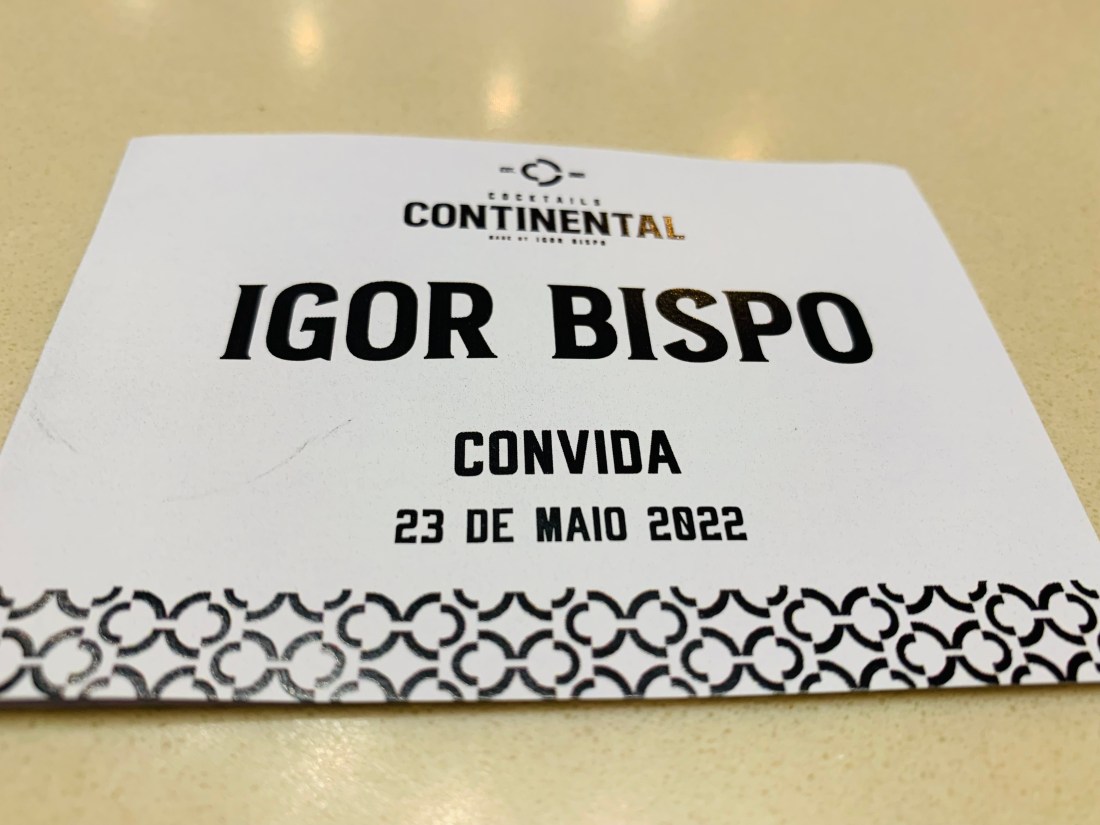 COCKTAILS
CONTINENTAL
MADE BY IGOR BISPO
IGOR BISPO
CONVIDA
23 DE MAIO 2022